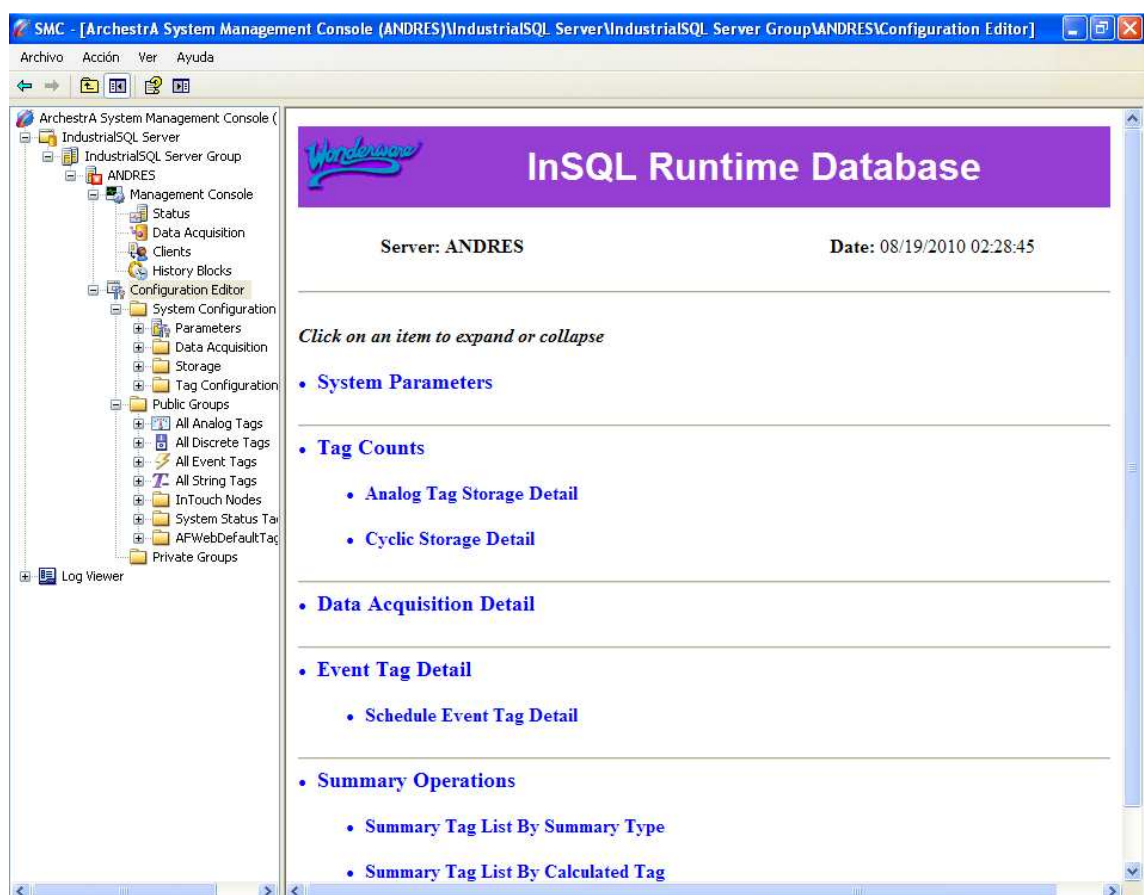 SMC - [ArchestrA System Management Console (ANDRES)\IndustrialSQL Server\IndustrialSQL Server Group\ANDRES\Configuration Editor]
Archivo Acción Ver Ayuda
ArchestrA System Management Console (
IndustrialSQL Server
IndustrialSQL Server Group
ANDRES
Management Console
Status
Data Acquisition
Clients
History Blocks
Configuration Editor
System Configuration
Parameters
Data Acquisition
Storage
Tag Configuration
Public Groups
All Analog Tags
All Discrete Tags
All Event Tags
All String Tags
InTouch Nodes
System Status Ta
AFWebDefaultTag
Private Groups
Log Viewer
Wonderware
InSQL Runtime Database
Server: ANDRES Date: 08/19/2010 02:28:45
Click on an item to expand or collapse
• System Parameters
• Tag Counts
• Analog Tag Storage Detail
• Cyclic Storage Detail
• Data Acquisition Detail
• Event Tag Detail
• Schedule Event Tag Detail
• Summary Operations
• Summary Tag List By Summary Type
• Summary Tag List By Calculated Tag